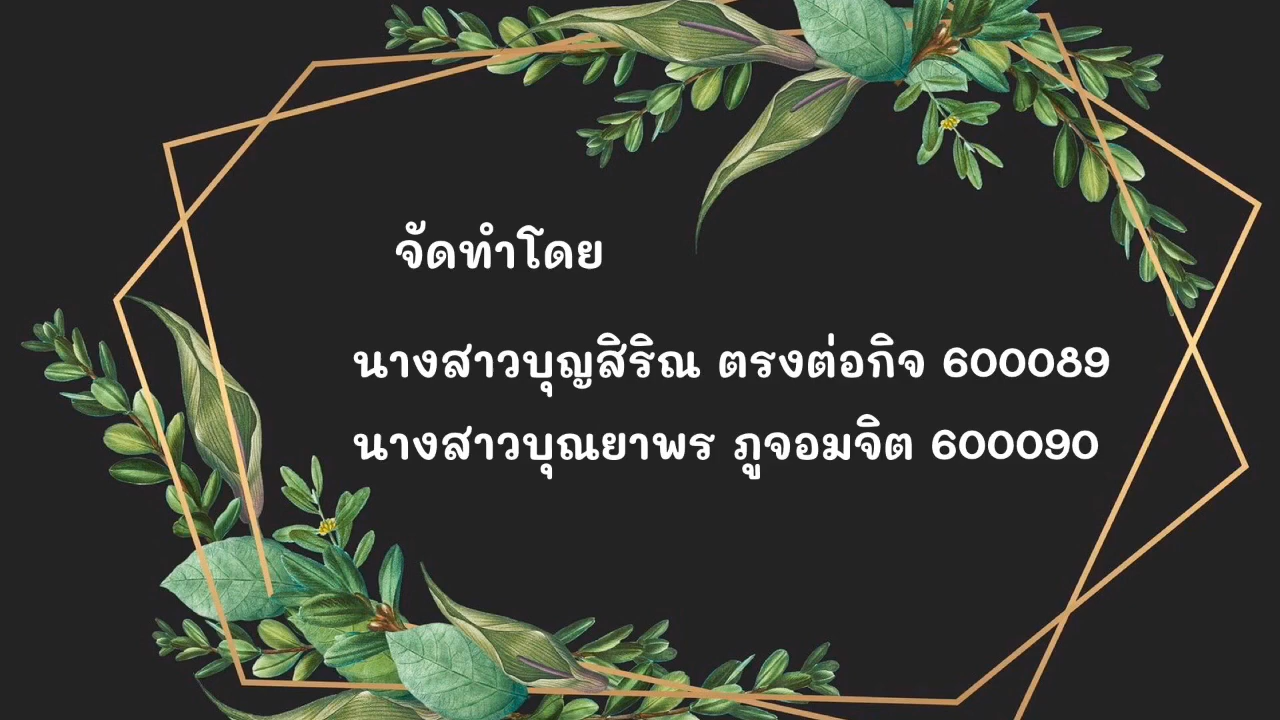 จัดทำโดย
นางสาวบุญสิริณ ตรงต่อกิจ 600089
นางสาวบุณยาพร ภูจอมจิต 600090